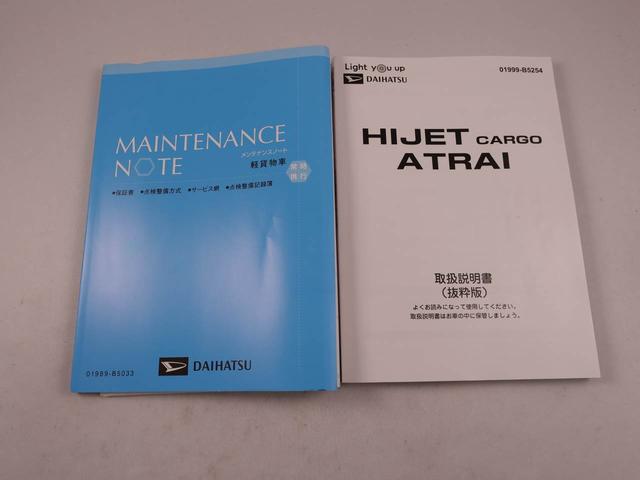 MAINTENANCE
NOTE
メンテナンスノート
軽貨物車
常時
携行
●保証書 ●点検整備方式 ●サービス網 ●点検整備記録簿
DAIHATSU
01989-B5033
Light you up
DAIHATSU
01999-B5254
HIJET CARGO
ATRAI
取扱説明書
(抜粋版)
よくお読みになって使用してください。
取扱説明書はお車の中に保管しましょう。